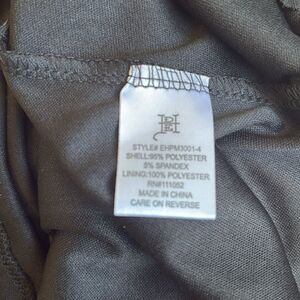 STYLE# EHPM3001-4
SHELL:95% POLYESTER
5% SPANDEX
LINING:100% POLYESTER
RN#111052
MADE IN CHINA
CARE ON REVERSE